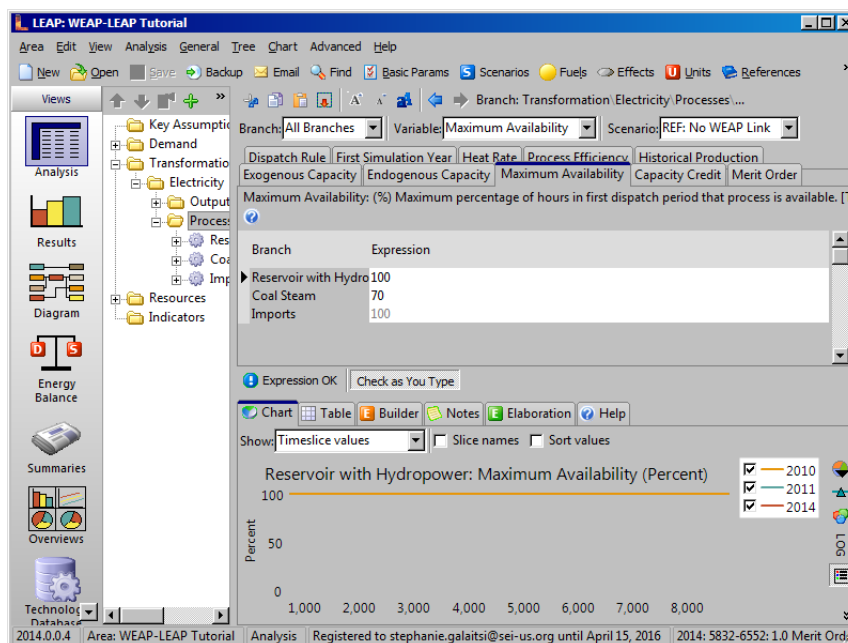 LEAP: WEAP-LEAP Tutorial
Area Edit View Analysis General Tree Chart Advanced Help
New Open Save Backup Email Find Basic Params Scenarios Fuels Effects Units References
Views
Branch: Transformation\Electricity\Processes\...
Branch: All Branches Variable: Maximum Availability Scenario: REF: No WEAP Link
Dispatch Rule First Simulation Year Heat Rate Process Efficiency Historical Production
Exogenous Capacity Endogenous Capacity Maximum Availability Capacity Credit Merit Order
Maximum Availability: (%) Maximum percentage of hours in first dispatch period that process is available. [
Branch Expression
Reservoir with Hydro 100
Coal Steam 70
Imports 100
Expression OK Check as You Type
Chart Table Builder Notes Elaboration Help
Show: Timeslice values Slice names Sort values
Reservoir with Hydropower: Maximum Availability (Percent)
2010
2011
2014
Percent
100
50
0
1,000 2,000 3,000 4,000 5,000 6,000 7,000 8,000
LOG
Key Assumptio
Demand
Transformatio
Electricity
Output
Process
Res
Coa
Imp
Resources
Indicators
Analysis
Results
Diagram
Energy
Balance
Summaries
Overviews
Technolog
Database
2014.0.0.4 Area: WEAP-LEAP Tutorial Analysis Registered to stephanie.galaitsi@sei-us.org until April 15, 2016 2014: 5832-6552: 1.0 Merit Ord